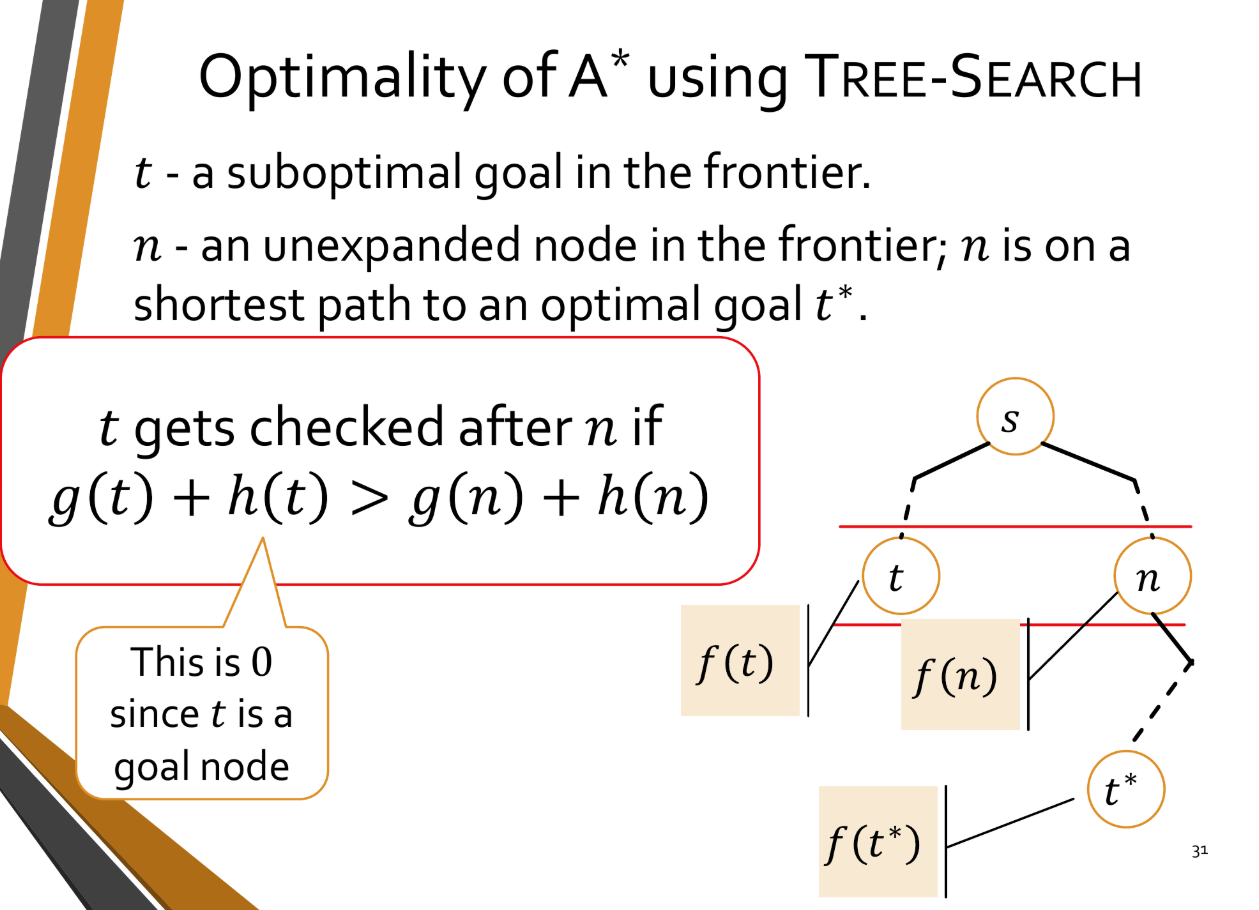 Optimality of A* using TREE-SEARCH
𝑡 - a suboptimal goal in the frontier.
𝑛 - an unexpanded node in the frontier; 𝑛 is on a
shortest path to an optimal goal 𝑡*.
𝑡 gets checked after 𝑛 if
𝑔(𝑡) + ℎ(𝑡) > 𝑔(𝑛) + ℎ(𝑛)
This is 0
since 𝑡 is a
goal node
𝑠
𝑡
𝑛
𝑓(𝑡)
𝑓(𝑛)
𝑡*
𝑓(𝑡*)
31